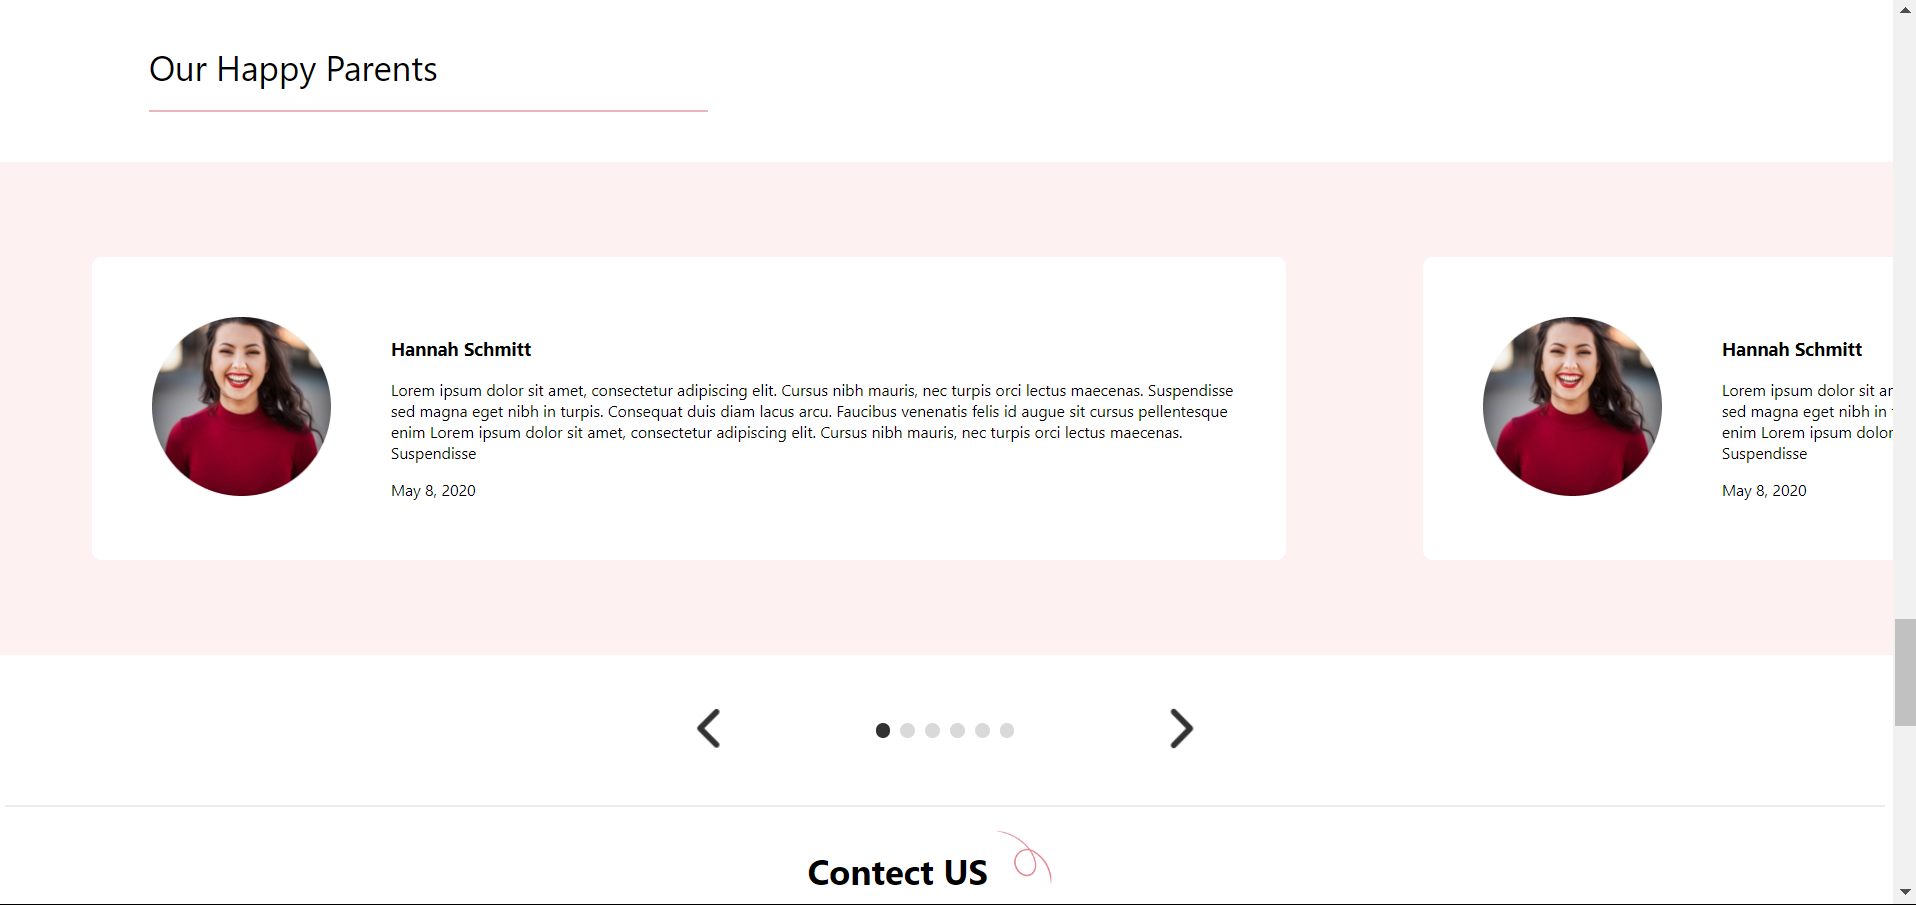 Our Happy Parents
Hannah Schmitt
Lorem ipsum dolor sit amet, consectetur adipiscing elit. Cursus nibh mauris, nec turpis orci lectus maecenas. Suspendisse
sed magna eget nibh in turpis. Consequat duis diam lacus arcu. Faucibus venenatis felis id augue sit cursus pellentesque
enim Lorem ipsum dolor sit amet, consectetur adipiscing elit. Cursus nibh mauris, nec turpis orci lectus maecenas.
Suspendisse
May 8, 2020
Hannah Schmitt
Lorem ipsum dolor sit
sed magna eget nibh in
enim Lorem ipsum dolor
Suspendisse
May 8, 2020
Contect US